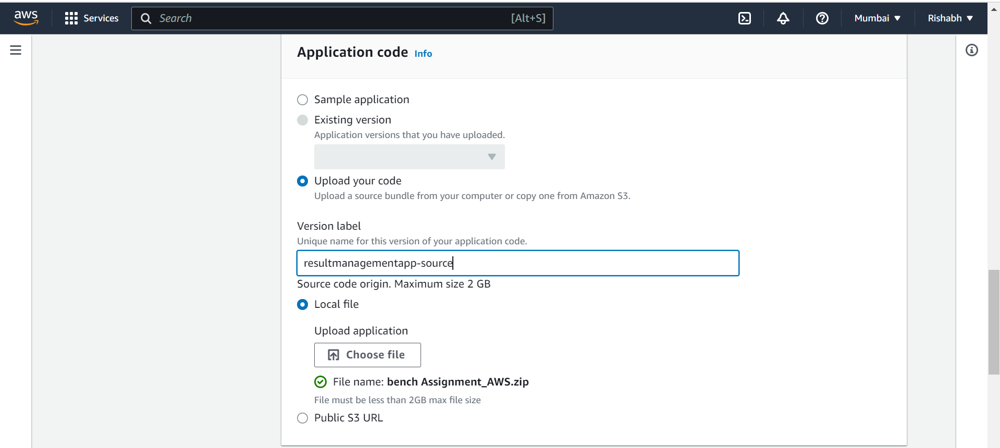 aws Services Search [Alt+S] Mumbai Rishabh
Application code Info
Sample application
Existing version
Application versions that you have uploaded.
Upload your code
Upload a source bundle from your computer or copy one from Amazon S3.
Version label
Unique name for this version of your application code.
resultmanagementapp-source
Source code origin. Maximum size 2 GB
Local file
Upload application
Choose file
File name: bench Assignment_AWS.zip
File must be less than 2GB max file size
Public S3 URL